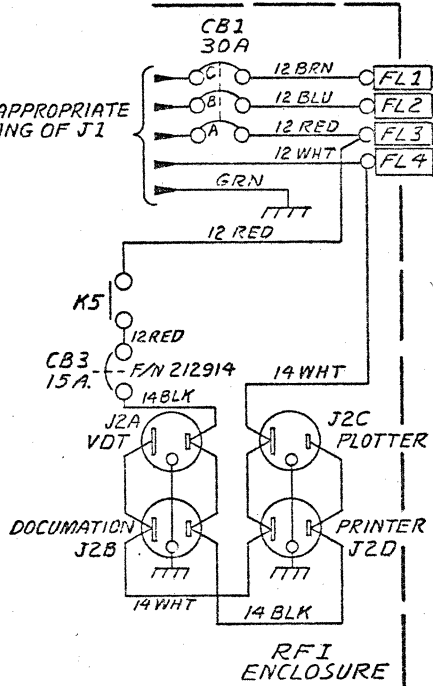 CB1
30A
C
12 BRN
FL1
B
12 BLU
FL2
APPROPRIATE
A
12 RED
FL3
NG OF J1
12 WHT
FL4
GRN
12 RED
K5
12RED
CB3
15A.
F/N 212914
14 WHT
14BLK
J2A
VDT
J2C
PLOTTER
DOCUMATION
J2B
PRINTER
J2D
14 WHT
14 BLK
RFI
ENCLOSURE